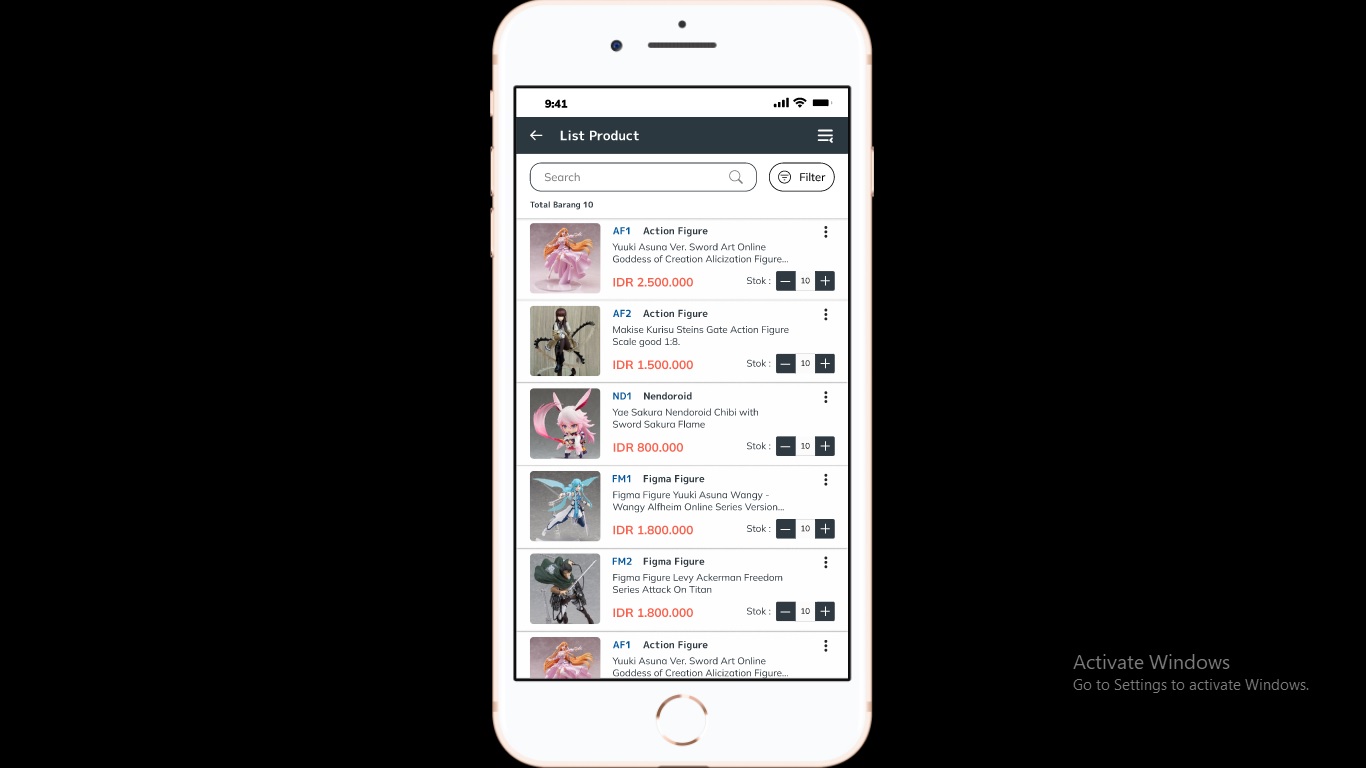 9:41
List Product
Search
Filter
Total Barang 10
AF1 Action Figure
Yuuki Asuna Ver. Sword Art Online
Goddess of Creation Alicization Figure...
IDR 2.500.000 Stok : 10
AF2 Action Figure
Makise Kurisu Steins Gate Action Figure
Scale good 1:8.
IDR 1.500.000 Stok : 10
ND1 Nendoroid
Yae Sakura Nendoroid Chibi with
Sword Sakura Flame
IDR 800.000 Stok : 10
FM1 Figma Figure
Figma Figure Yuuki Asuna Wangy -
Wangy Alfheim Online Series Version...
IDR 1.800.000 Stok : 10
FM2 Figma Figure
Figma Figure Levy Ackerman Freedom
Series Attack On Titan
IDR 1.800.000 Stok : 10
AF1 Action Figure
Yuuki Asuna Ver. Sword Art Online
Goddess of Creation Alicization Figure...
Activate Windows
Go to Settings to activate Windows.